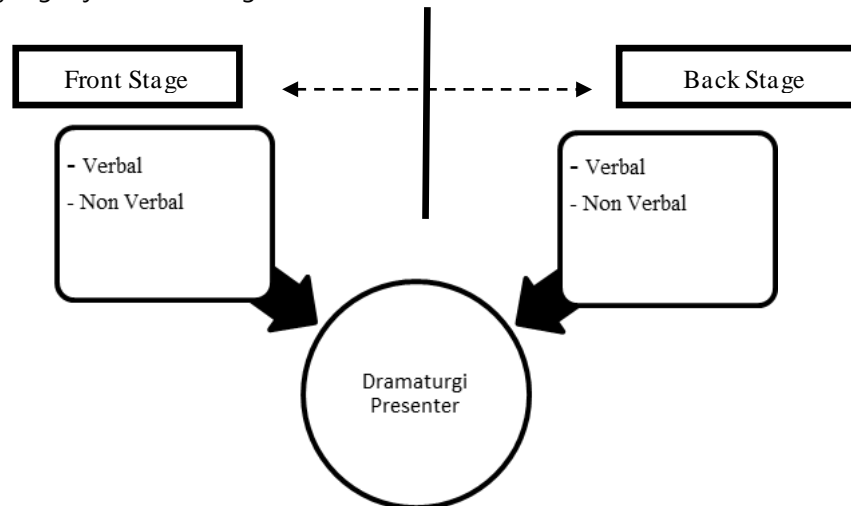 Front Stage
Back Stage
- Verbal
- Non Verbal
- Verbal
- Non Verbal
Dramaturgi
Presenter